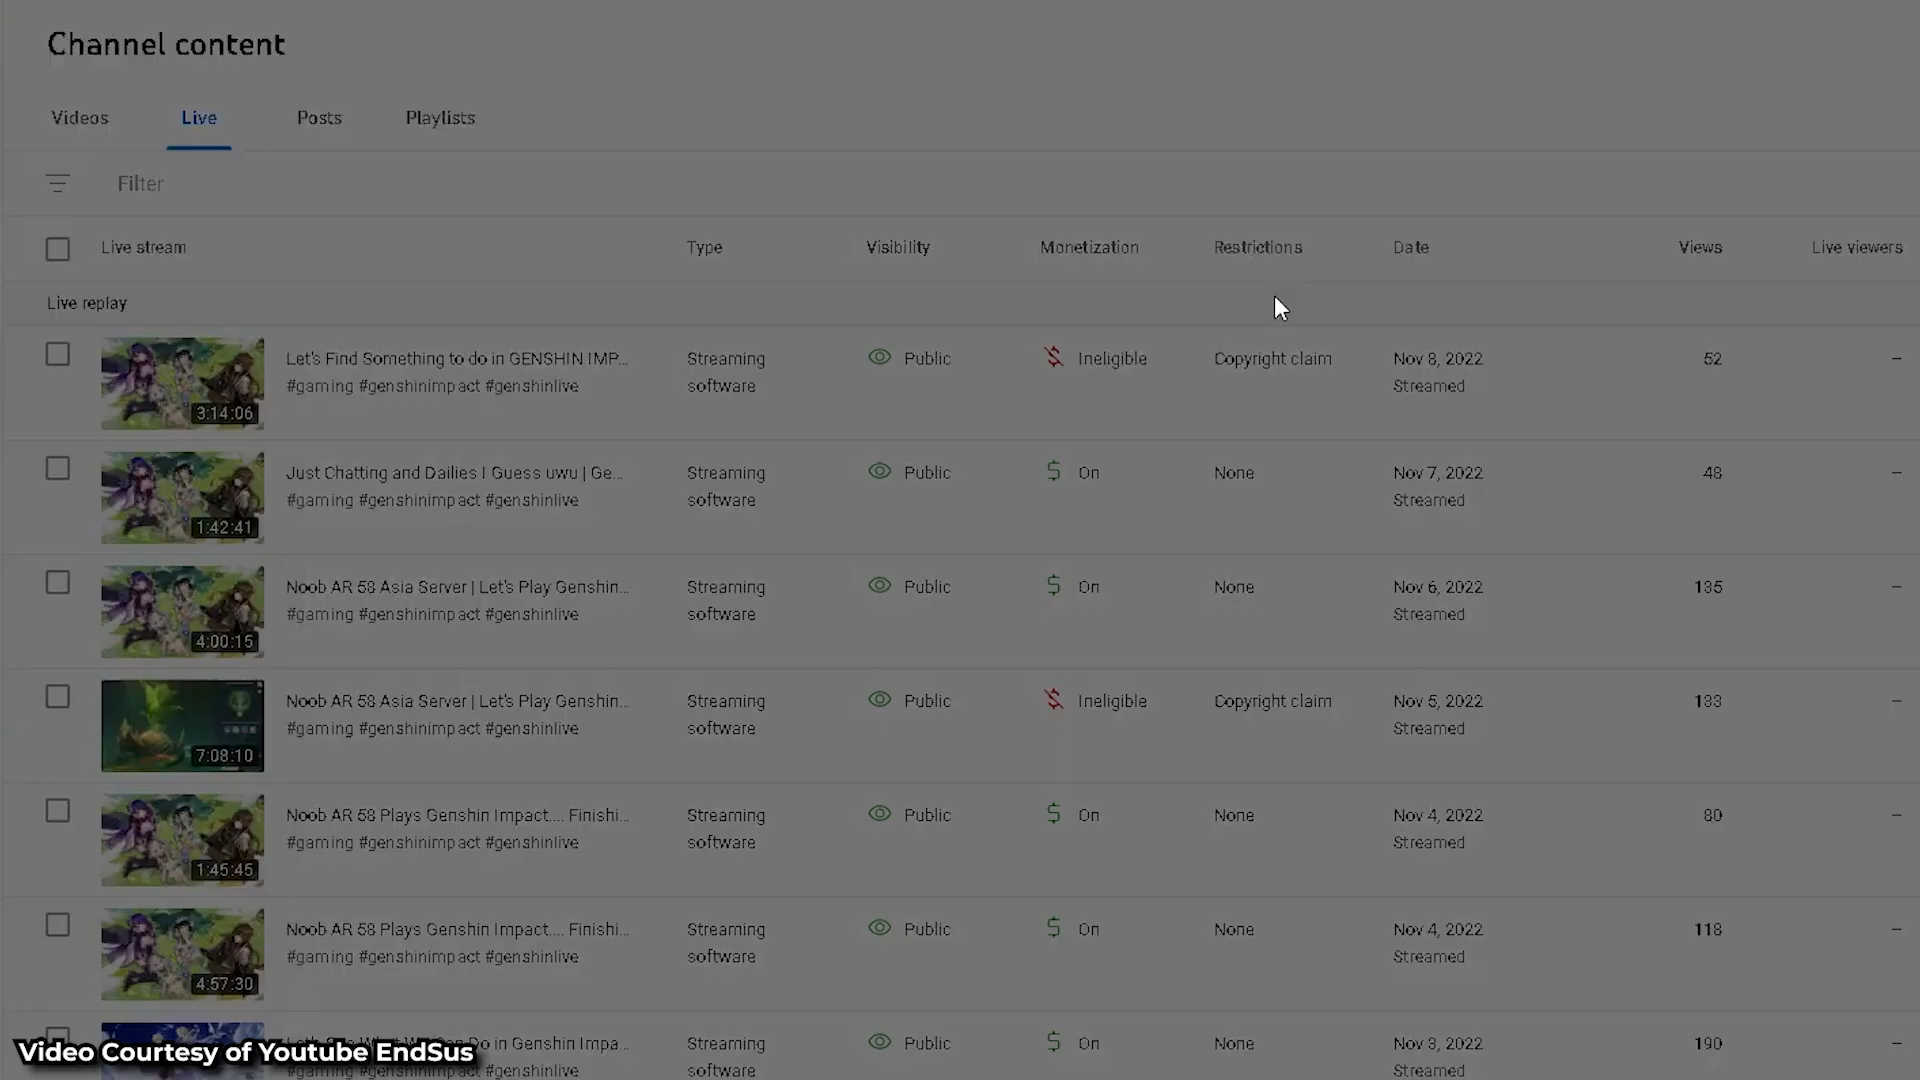 Channel content
Videos Live Posts Playlists
Filter
Live stream Type Visibility Monetization Restrictions Date Views Live viewers
Live replay
Let's Find Something to do in GENSHIN IMP... Streaming Public Ineligible Copyright claim Nov 8, 2022 52 –
#gaming #genshinimpact #genshinlive software Streamed
3:14:06
Just Chatting and Dailies I Guess uwu | Ge... Streaming Public On None Nov 7, 2022 48 –
#gaming #genshinimpact #genshinlive software Streamed
1:42:41
Noob AR 58 Asia Server | Let's Play Genshin... Streaming Public On None Nov 6, 2022 135 –
#gaming #genshinimpact #genshinlive software Streamed
4:00:15
Noob AR 58 Asia Server | Let's Play Genshin... Streaming Public Ineligible Copyright claim Nov 5, 2022 133 –
#gaming #genshinimpact #genshinlive software Streamed
7:08:10
Noob AR 58 Plays Genshin Impact.... Finishi... Streaming Public On None Nov 4, 2022 80 –
#gaming #genshinimpact #genshinlive software Streamed
1:45:45
Noob AR 58 Plays Genshin Impact.... Finishi... Streaming Public On None Nov 4, 2022 118 –
#gaming #genshinimpact #genshinlive software Streamed
4:57:30
Do in Genshin Impa... Streaming Public On None Nov 3, 2022 190 –
#gaming #genshinimpact #genshinlive software Streamed
Video Courtesy of Youtube EndSus